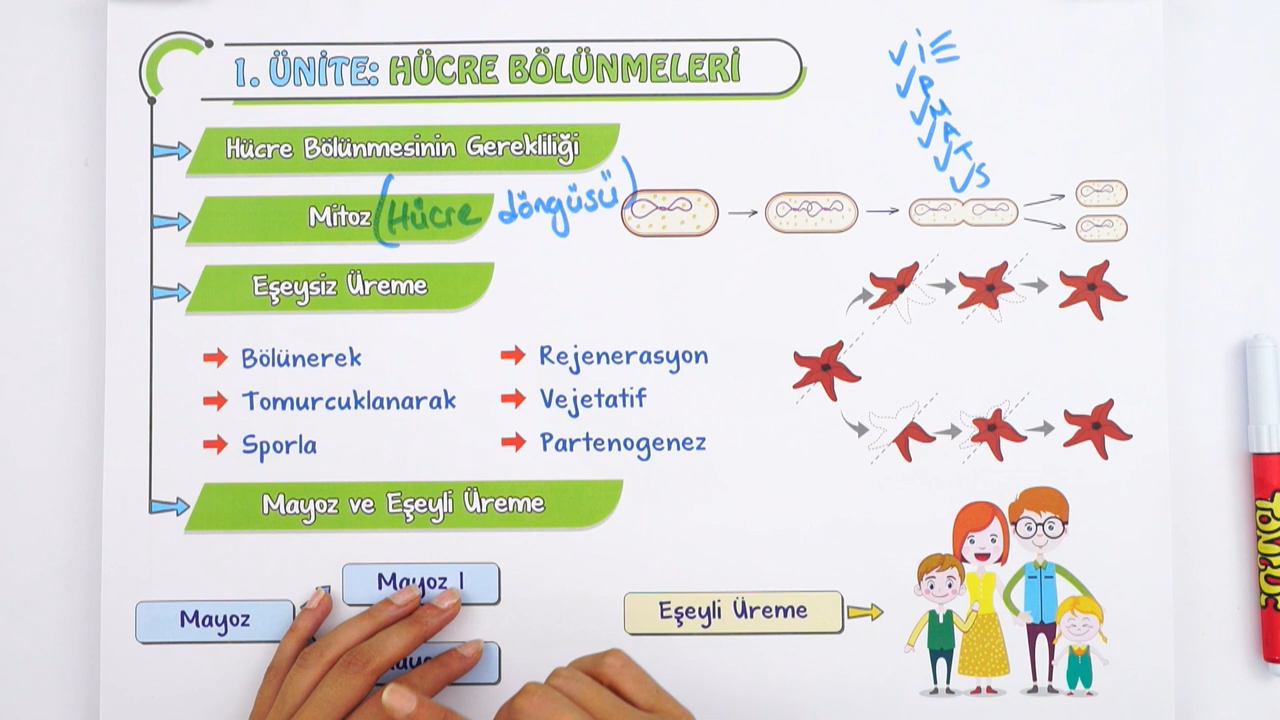 1. ÜNİTE: HÜCRE BÖLÜNMELERİ
Hücre Bölünmesinin Gerekliliği
Mitoz (Hücre döngüsü)
Eşeysiz Üreme
Bölünerek
Tomurcuklanarak
Sporla
Rejenerasyon
Vejetatif
Partenogenez
Mayoz ve Eşeyli Üreme
Mayoz
Mayoz I
Eşeyli Üreme
İ
P
M
A
T
S